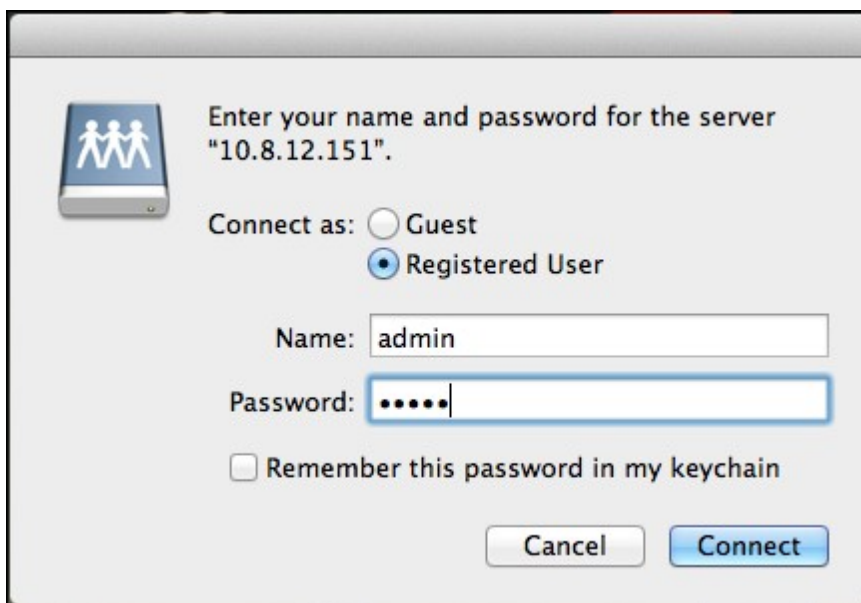 Enter your name and password for the server
"10.8.12.151".
Connect as: Guest
Registered User
Name: admin
Password: •••••
Remember this password in my keychain
Cancel Connect